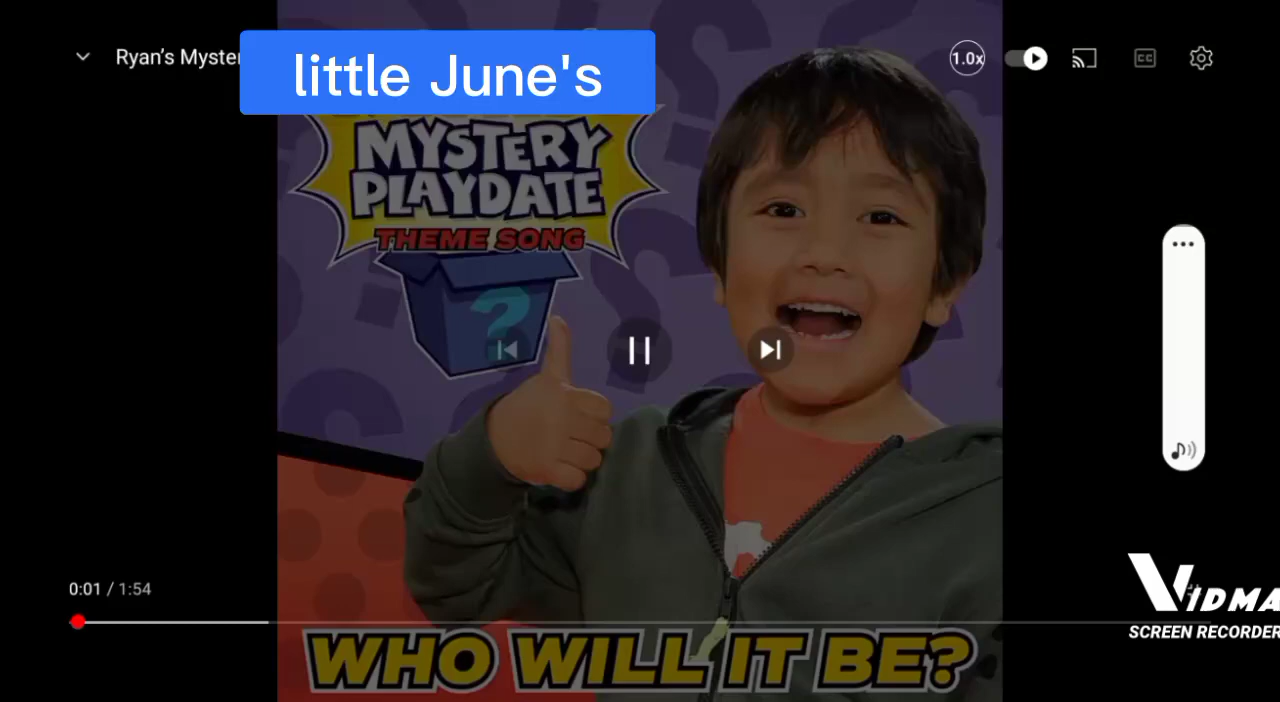 Ryan's Myster
little June's
1.0x
CC
MYSTERY
PLAYDATE
THEME SONG
?
0:01 / 1:54
VIDMA
SCREEN RECORDER
WHO WILL IT BE?